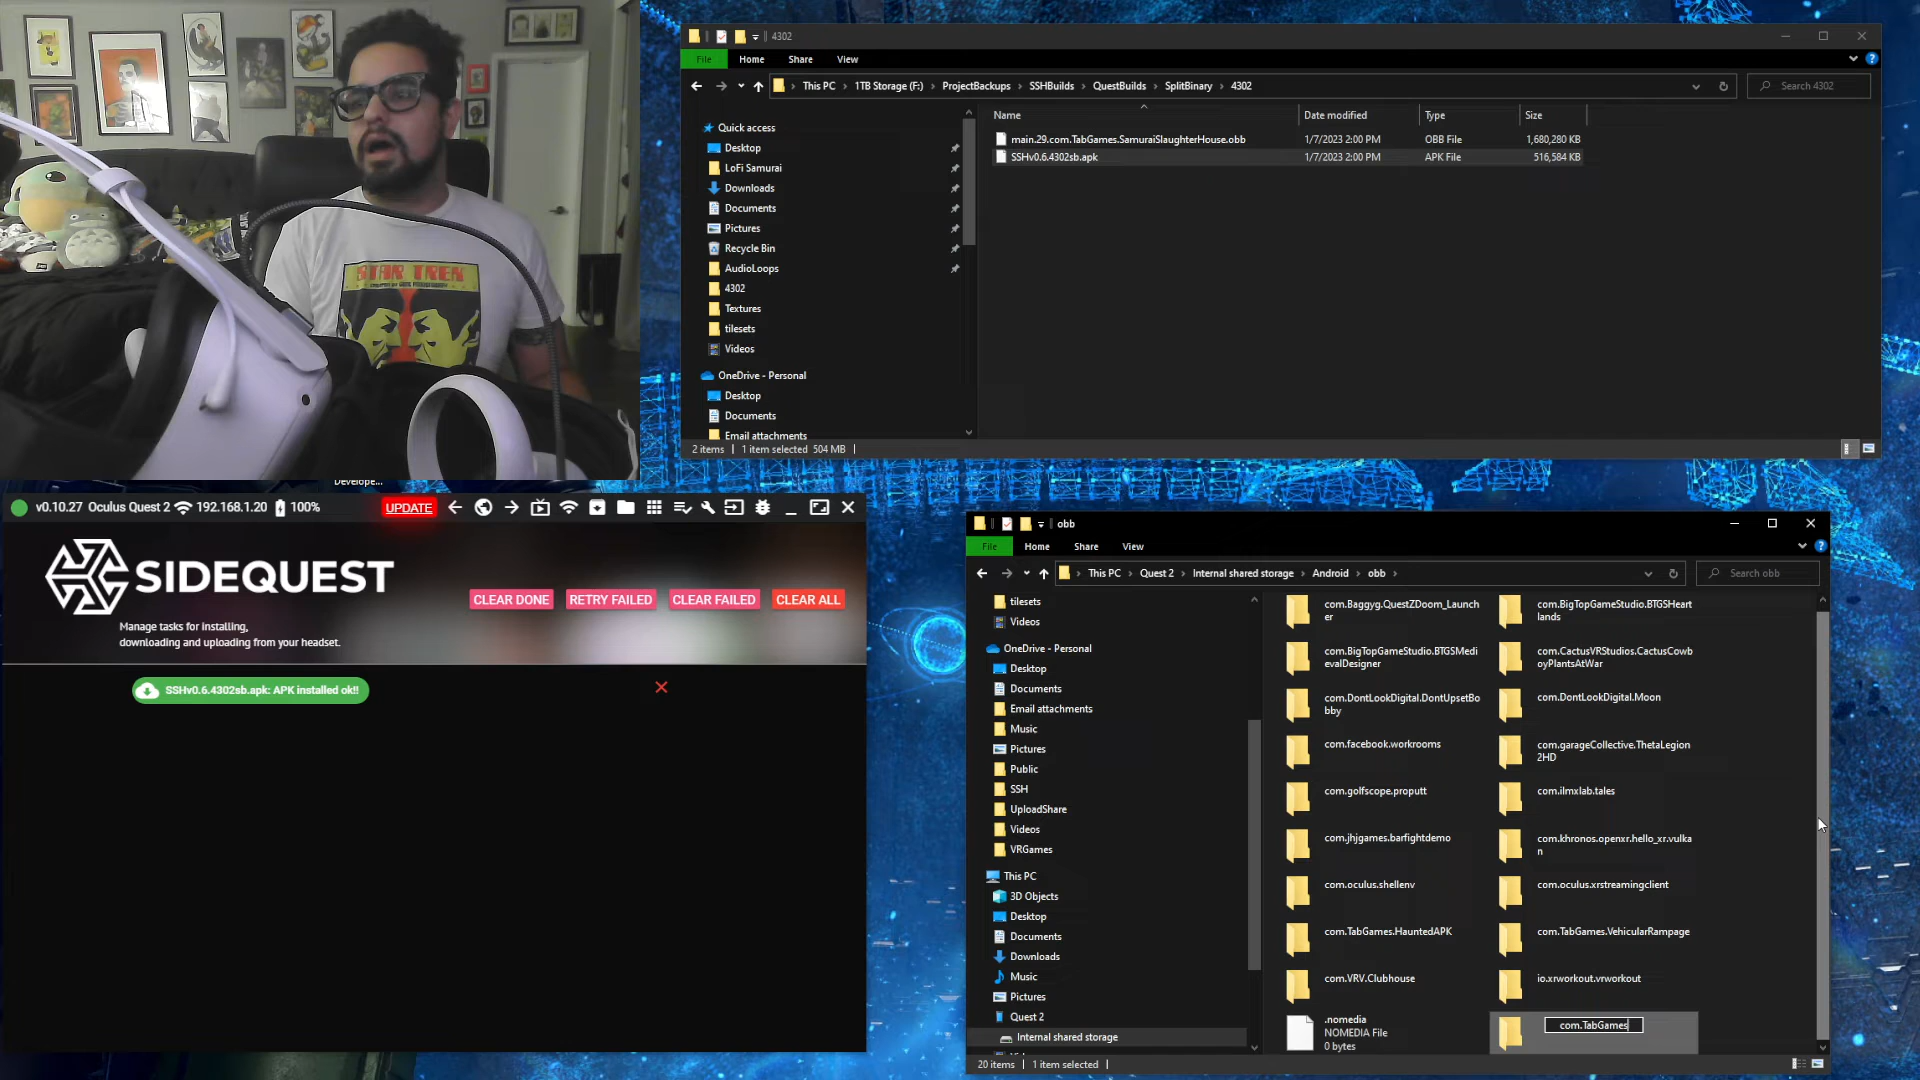 STAR TREK
Develope...
4302
File
Home
Share
View
This PC
1TB Storage (F:)
ProjectBackups
SSHBuilds
QuestBuilds
SplitBinary
4302
Search 4302
Name
Date modified
Type
Size
main.29.com.TabGames.SamuraiSlaughterHouse.obb
1/7/2023 2:00 PM
OBB File
1,680,280 KB
SSHv0.6.4302sb.apk
1/7/2023 2:00 PM
APK File
516,584 KB
Quick access
Desktop
LoFi Samurai
Downloads
Documents
Pictures
Recycle Bin
AudioLoops
4302
Textures
tilesets
Videos
OneDrive - Personal
Desktop
Documents
Email attachments
2 items
1 item selected 504 MB
v0.10.27 Oculus Quest 2 192.168.1.20 100%
UPDATE
SIDEQUEST
Manage tasks for installing,
downloading and uploading from your headset.
CLEAR DONE
RETRY FAILED
CLEAR FAILED
CLEAR ALL
SSHv0.6.4302sb.apk: APK installed ok!!
obb
File
Home
Share
View
This PC
Quest 2
Internal shared storage
Android
obb
Search obb
tilesets
Videos
OneDrive - Personal
Desktop
Documents
Email attachments
Music
Pictures
Public
SSH
UploadShare
Videos
VRGames
This PC
3D Objects
Desktop
Documents
Downloads
Music
Pictures
Quest 2
Internal shared storage
com.Baggyg.QuestZDoom_Launch
er
com.BigTopGameStudio.BTGSHeart
lands
com.BigTopGameStudio.BTGSMedi
evalDesigner
com.CactusVRStudios.CactusCowb
oyPlantsAtWar
com.DontLookDigital.DontUpsetBo
bby
com.DontLookDigital.Moon
com.facebook.workrooms
com.garageCollective.ThetaLegion
2HD
com.golfscope.proputt
com.ilmxlab.tales
com.jhjgames.barfightdemo
com.khronos.openxr.hello_xr.vulka
n
com.oculus.shellenv
com.oculus.xrstreamingclient
com.TabGames.HauntedAPK
com.TabGames.VehicularRampage
com.VRV.Clubhouse
io.xrworkout.vrworkout
.nomedia
NOMEDIA File
0 bytes
com.TabGames
20 items
1 item selected